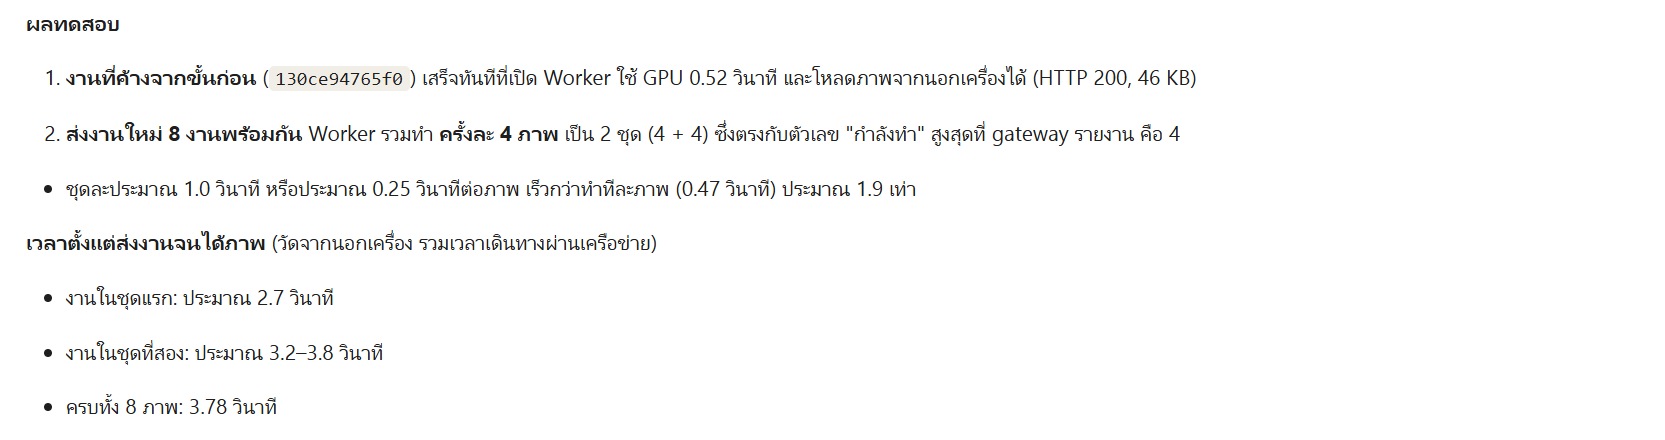 ผลทดสอบ
1. งานที่ค้างจากขั้นก่อน (130ce94765f0) เสร็จทันทีที่เปิด Worker ใช้ GPU 0.52 วินาที และโหลดภาพจากนอกเครื่องได้ (HTTP 200, 46 KB)
2. ส่งงานใหม่ 8 งานพร้อมกัน Worker รวมทำ ครั้งละ 4 ภาพ เป็น 2 ชุด (4 + 4) ซึ่งตรงกับตัวเลข "กำลังทำ" สูงสุดที่ gateway รายงาน คือ 4
• ชุดละประมาณ 1.0 วินาที หรือประมาณ 0.25 วินาทีต่อภาพ เร็วกว่าทำทีละภาพ (0.47 วินาที) ประมาณ 1.9 เท่า
เวลาตั้งแต่ส่งงานจนได้ภาพ (วัดจากนอกเครื่อง รวมเวลาเดินทางผ่านเครือข่าย)
• งานในชุดแรก: ประมาณ 2.7 วินาที
• งานในชุดที่สอง: ประมาณ 3.2–3.8 วินาที
• ครบทั้ง 8 ภาพ: 3.78 วินาที